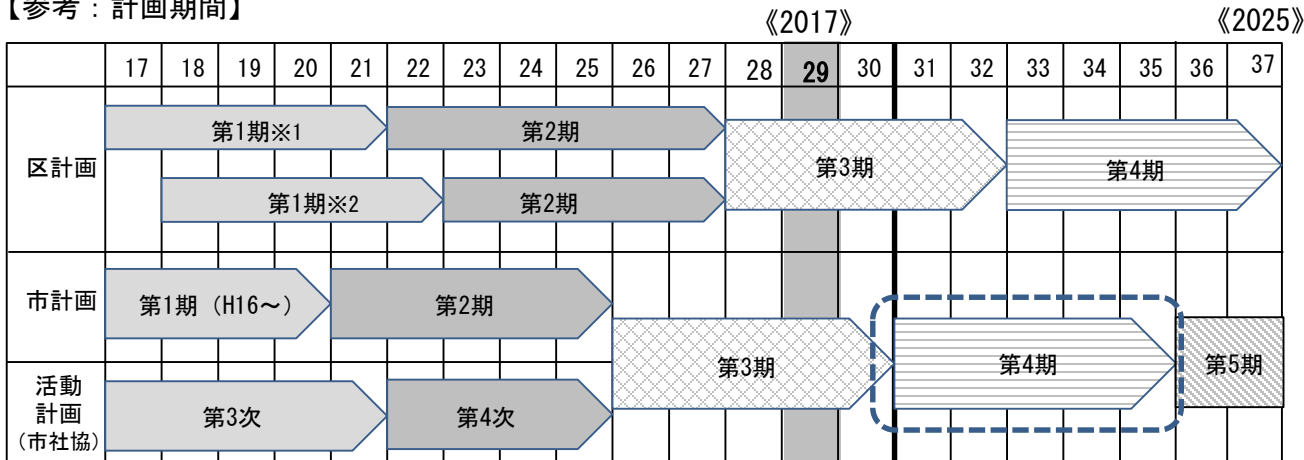 【参考：計画期間】
《2017》 《2025》
17 18 19 20 21 22 23 24 25 26 27 28 29 30 31 32 33 34 35 36 37
区計画
第1期※1 第2期
第3期 第4期
第1期※2 第2期
市計画
第1期（H16～） 第2期
第3期 第4期 第5期
活動
計画
（市社協）
第3次 第4次